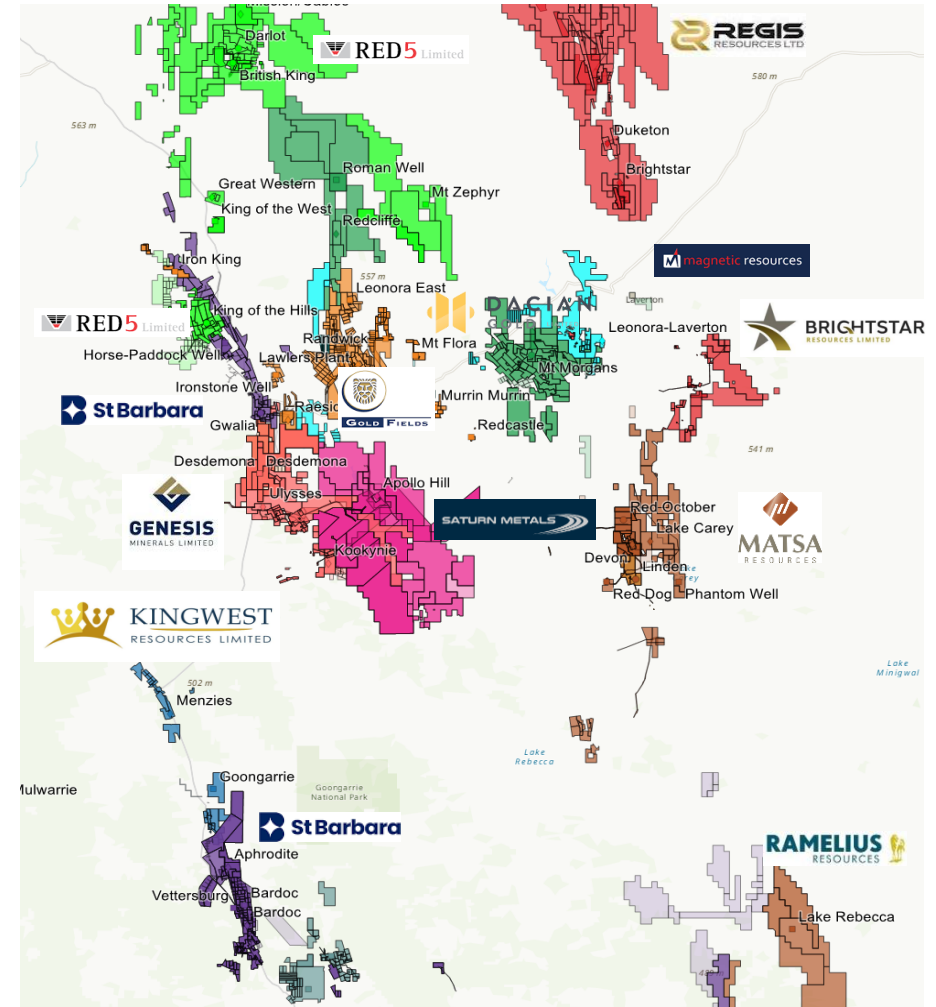 Darlot
RED5 Limited
REGIS
RESOURCES LTD
British King
580 m
563 m
Duketon
Roman Well
Brightstar
Great Western
Mt Zephyr
King of the West
Redcliffe
Iron King
557 m
magnetic resources
Leonora East
Laverton
DACIAN
GOLD
King of the Hills
RED5 Limited
Leonora-Laverton
BRIGHTSTAR
RESOURCES LIMITED
Randwick
Mt Flora
Horse-Paddock Well
Lawlers Plant
Mt Morgans
Ironstone Well
Murrin Murrin
St Barbara
GOLD FIELDS
Gwalia
Redcastle
541 m
Desdemona
Desdemona
Apollo Hill
Ulysses
Red October
GENESIS
MINERALS LIMITED
SATURN METALS
Lake Carey
MATSA
RESOURCES
Kookynie
Devon
Linden
Red Dog
Phantom Well
KINGWEST
RESOURCES LIMITED
Lake
Minigwal
502 m
Menzies
Lake
Rebecca
Goongarrie
Mulwarrie
Goongarrie
National Park
St Barbara
RAMELIUS
RESOURCES
Aphrodite
Vettersburg
Bardoc
Bardoc
Lake Rebecca